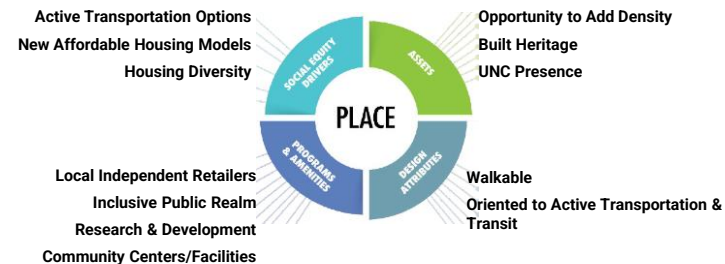 Active Transportation Options
New Affordable Housing Models
Housing Diversity
Opportunity to Add Density
Built Heritage
UNC Presence
SOCIAL EQUITY
DRIVERS
ASSETS
PLACE
PROGRAMS
& AMENITIES
DESIGN
ATTRIBUTES
Local Independent Retailers
Inclusive Public Realm
Research & Development
Community Centers/Facilities
Walkable
Oriented to Active Transportation &
Transit